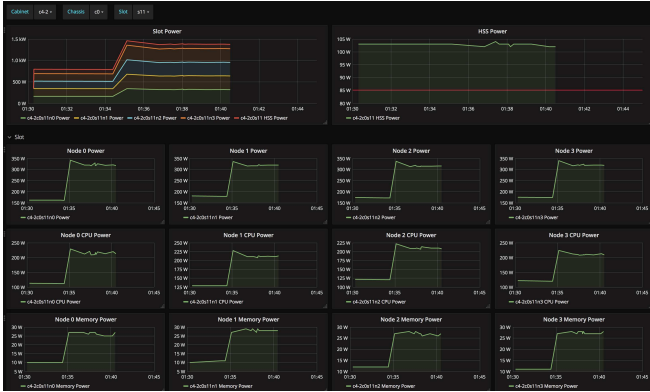 Cabinet c4-2 Chassis c0 Slot s11
Slot Power
1.5 kW
1.0 kW
500 W
0 W
01:30 01:32 01:34 01:36 01:38 01:40 01:42 01:44
c4-2c0s11n0 Power c4-2c0s11n1 Power c4-2c0s11n2 Power c4-2c0s11n3 Power c4-2c0s11 HSS Power
HSS Power
105 W
100 W
95 W
90 W
85 W
80 W
01:30 01:32 01:34 01:36 01:38 01:40 01:42 01:44
c4-2c0s11 HSS Power
Slot
Node 0 Power
350 W
300 W
250 W
200 W
150 W
01:30 01:35 01:40 01:45
c4-2c0s11n0 Power
Node 1 Power
350 W
300 W
250 W
200 W
150 W
01:30 01:35 01:40 01:45
c4-2c0s11n1 Power
Node 2 Power
350 W
300 W
250 W
200 W
150 W
01:30 01:35 01:40 01:45
c4-2c0s11n2 Power
Node 3 Power
350 W
300 W
250 W
200 W
150 W
01:30 01:35 01:40 01:45
c4-2c0s11n3 Power
Node 0 CPU Power
250 W
200 W
150 W
100 W
01:30 01:35 01:40 01:45
c4-2c0s11n0 CPU Power
Node 1 CPU Power
250 W
225 W
200 W
175 W
150 W
125 W
01:30 01:35 01:40 01:45
c4-2c0s11n1 CPU Power
Node 2 CPU Power
225 W
200 W
175 W
150 W
125 W
100 W
01:30 01:35 01:40 01:45
c4-2c0s11n2 CPU Power
Node 3 CPU Power
250 W
200 W
150 W
100 W
01:30 01:35 01:40 01:45
c4-2c0s11n3 CPU Power
Node 0 Memory Power
30 W
25 W
20 W
15 W
10 W
5 W
01:30 01:35 01:40 01:45
c4-2c0s11n0 Memory Power
Node 1 Memory Power
30 W
25 W
20 W
15 W
10 W
5 W
01:30 01:35 01:40 01:45
c4-2c0s11n1 Memory Power
Node 2 Memory Power
30 W
25 W
20 W
15 W
10 W
01:30 01:35 01:40 01:45
c4-2c0s11n2 Memory Power
Node 3 Memory Power
30 W
25 W
20 W
15 W
10 W
01:30 01:35 01:40 01:45
c4-2c0s11n3 Memory Power